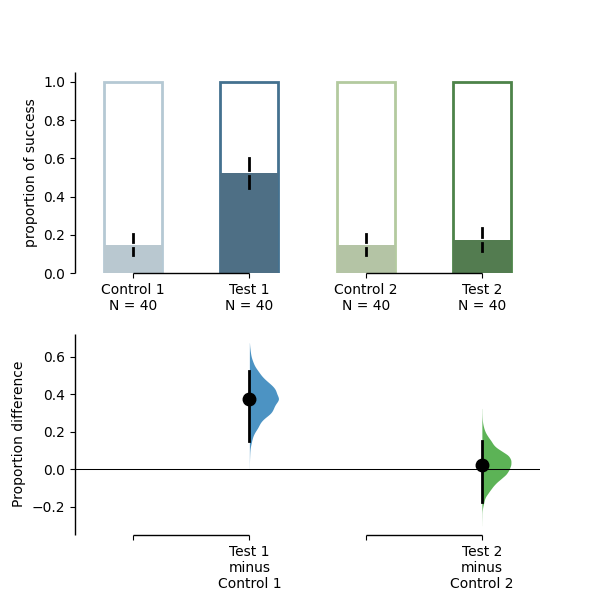 proportion of success
1.0
0.8
0.6
0.4
0.2
0.0
Control 1
N = 40
Test 1
N = 40
Control 2
N = 40
Test 2
N = 40
Proportion difference
0.6
0.4
0.2
0.0
−0.2
Test 1
minus
Control 1
Test 2
minus
Control 2